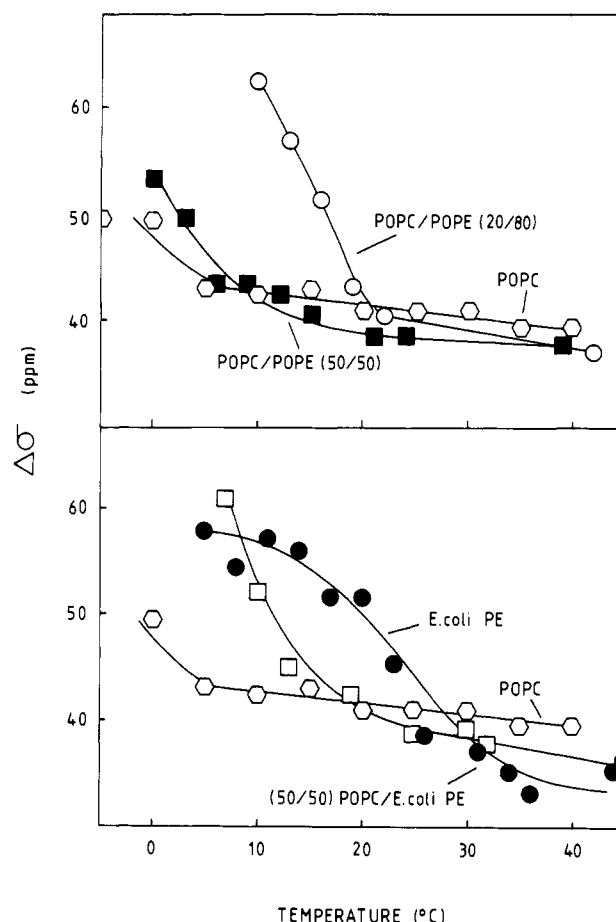 60
50
40
POPC/POPE (20/80)
POPC
POPC/POPE (50/50)
Δσ (ppm)
60
50
40
E.coli PE
POPC
(50/50) POPC/E.coli PE
0 10 20 30 40
TEMPERATURE (°C)